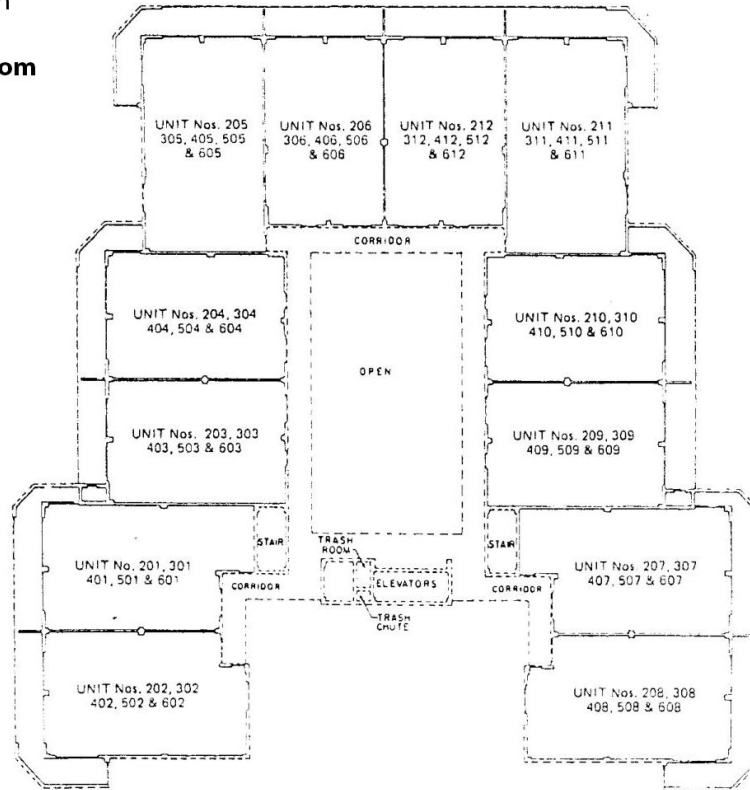 om
UNIT Nos. 205
305, 405, 505
& 605
UNIT Nos. 206
306, 406, 506
& 606
UNIT Nos. 212
312, 412, 512
& 612
UNIT Nos. 211
311, 411, 511
& 611
CORRIDOR
UNIT Nos. 204, 304
404, 504 & 604
OPEN
UNIT Nos. 210, 310
410, 510 & 610
UNIT Nos. 203, 303
403, 503 & 603
UNIT Nos. 209, 309
409, 509 & 609
STAIR
TRASH
ROOM
STAIR
UNIT No. 201, 301
401, 501 & 601
CORRIDOR
ELEVATORS
CORRIDOR
UNIT Nos. 207, 307
407, 507 & 607
TRASH
CHUTE
UNIT Nos. 202, 302
402, 502 & 602
UNIT Nos. 208, 308
408, 508 & 608